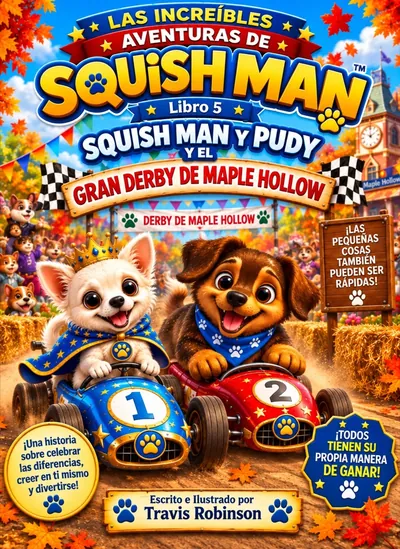 LAS INCREÍBLES
AVENTURAS DE
SQUISH MAN™
Libro 5
SQUISH MAN Y PUDY
Y EL
GRAN DERBY DE MAPLE HOLLOW
Maple Hollow
DERBY DE MAPLE HOLLOW
¡LAS
PEQUEÑAS
COSAS
TAMBIÉN
PUEDEN SER
RÁPIDAS!
1
2
¡Una historia
sobre celebrar
las diferencias,
creer en ti mismo
y divertirse!
¡TODOS
TIENEN SU
PROPIA MANERA
DE GANAR!
Escrito e Ilustrado por
Travis Robinson